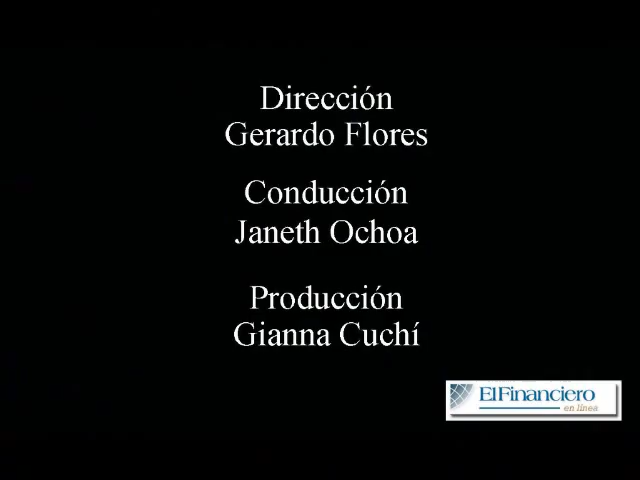 Dirección
Gerardo Flores
Conducción
Janeth Ochoa
Producción
Gianna Cuchí
ElFinanciero
en línea